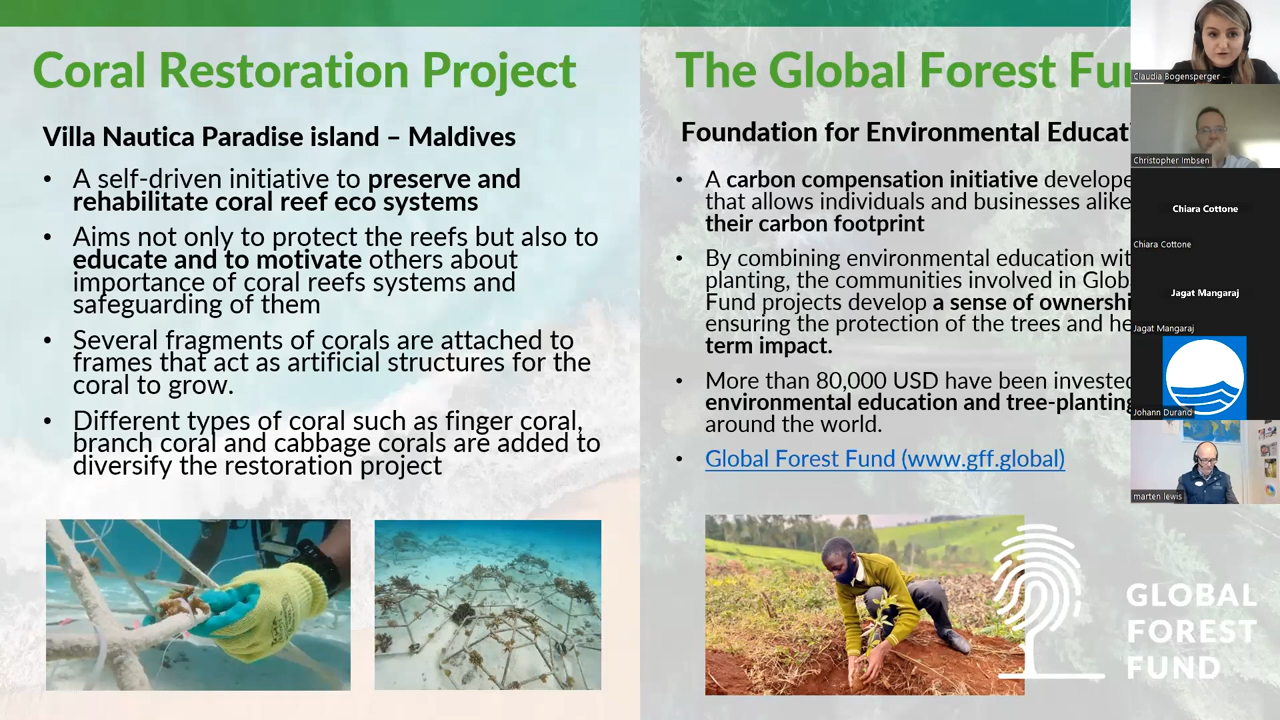 Coral Restoration Project
Villa Nautica Paradise island – Maldives
• A self-driven initiative to preserve and
rehabilitate coral reef eco systems
• Aims not only to protect the reefs but also to
educate and to motivate others about
importance of coral reefs systems and
safeguarding of them
• Several fragments of corals are attached to
frames that act as artificial structures for the
coral to grow.
• Different types of coral such as finger coral,
branch coral and cabbage corals are added to
diversify the restoration project
The Global Forest Fu
Foundation for Environmental Educati
• A carbon compensation initiative develope
that allows individuals and businesses alike
their carbon footprint
• By combining environmental education wit
planting, the communities involved in Glob
Fund projects develop a sense of ownershi
ensuring the protection of the trees and he
term impact.
• More than 80,000 USD have been invested
environmental education and tree-planting
around the world.
• Global Forest Fund (www.gff.global)
GLOBAL
FOREST
FUND
Claudia Bogensperger
Christopher Imbsen
Chiara Cottone
Chiara Cottone
Jagat Mangaraj
Jagat Mangaraj
Johann Durand
marten lewis